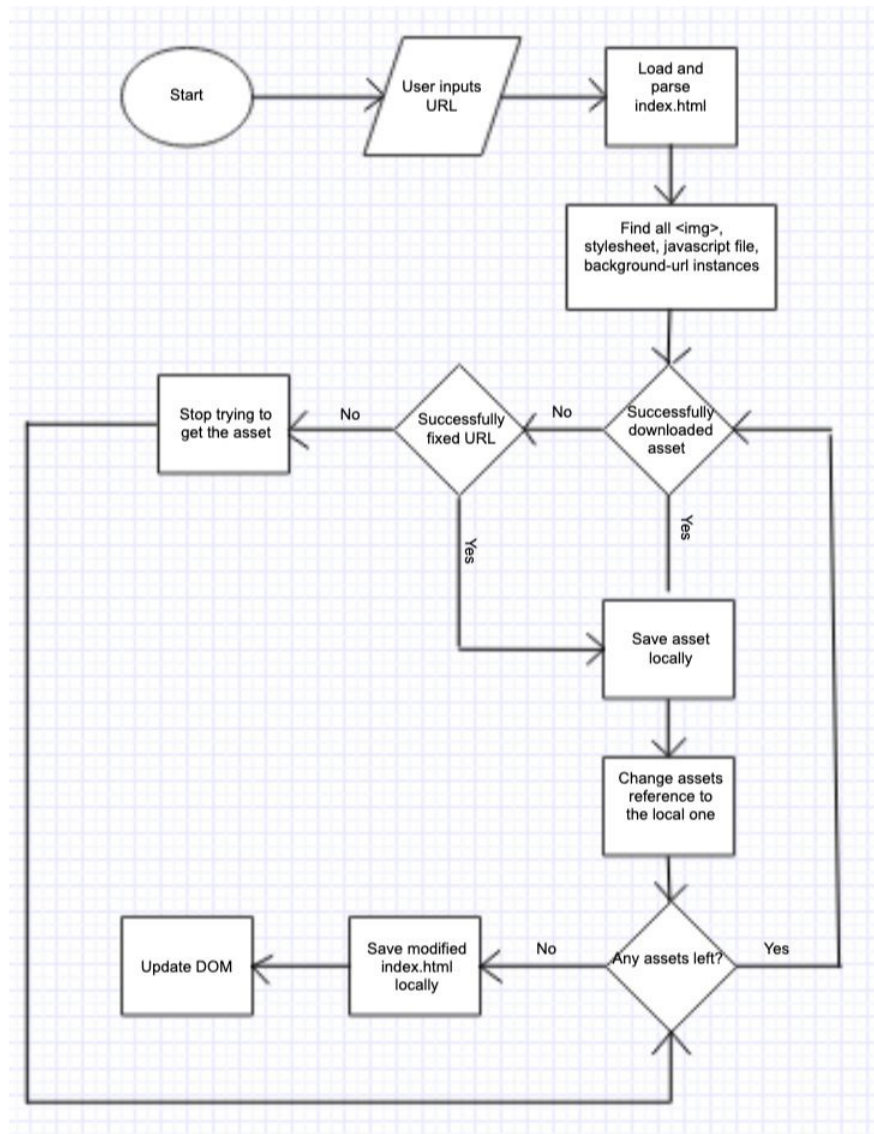 Start
User inputs
URL
Load and
parse
index.html
Find all <img>,
stylesheet, javascript file,
background-url instances
Stop trying to
get the asset
No
Successfully
fixed URL
No
Successfully
downloaded
asset
Yes
Yes
Save asset
locally
Change assets
reference to
the local one
Update DOM
Save modified
index.html
locally
No
Any assets left?
Yes